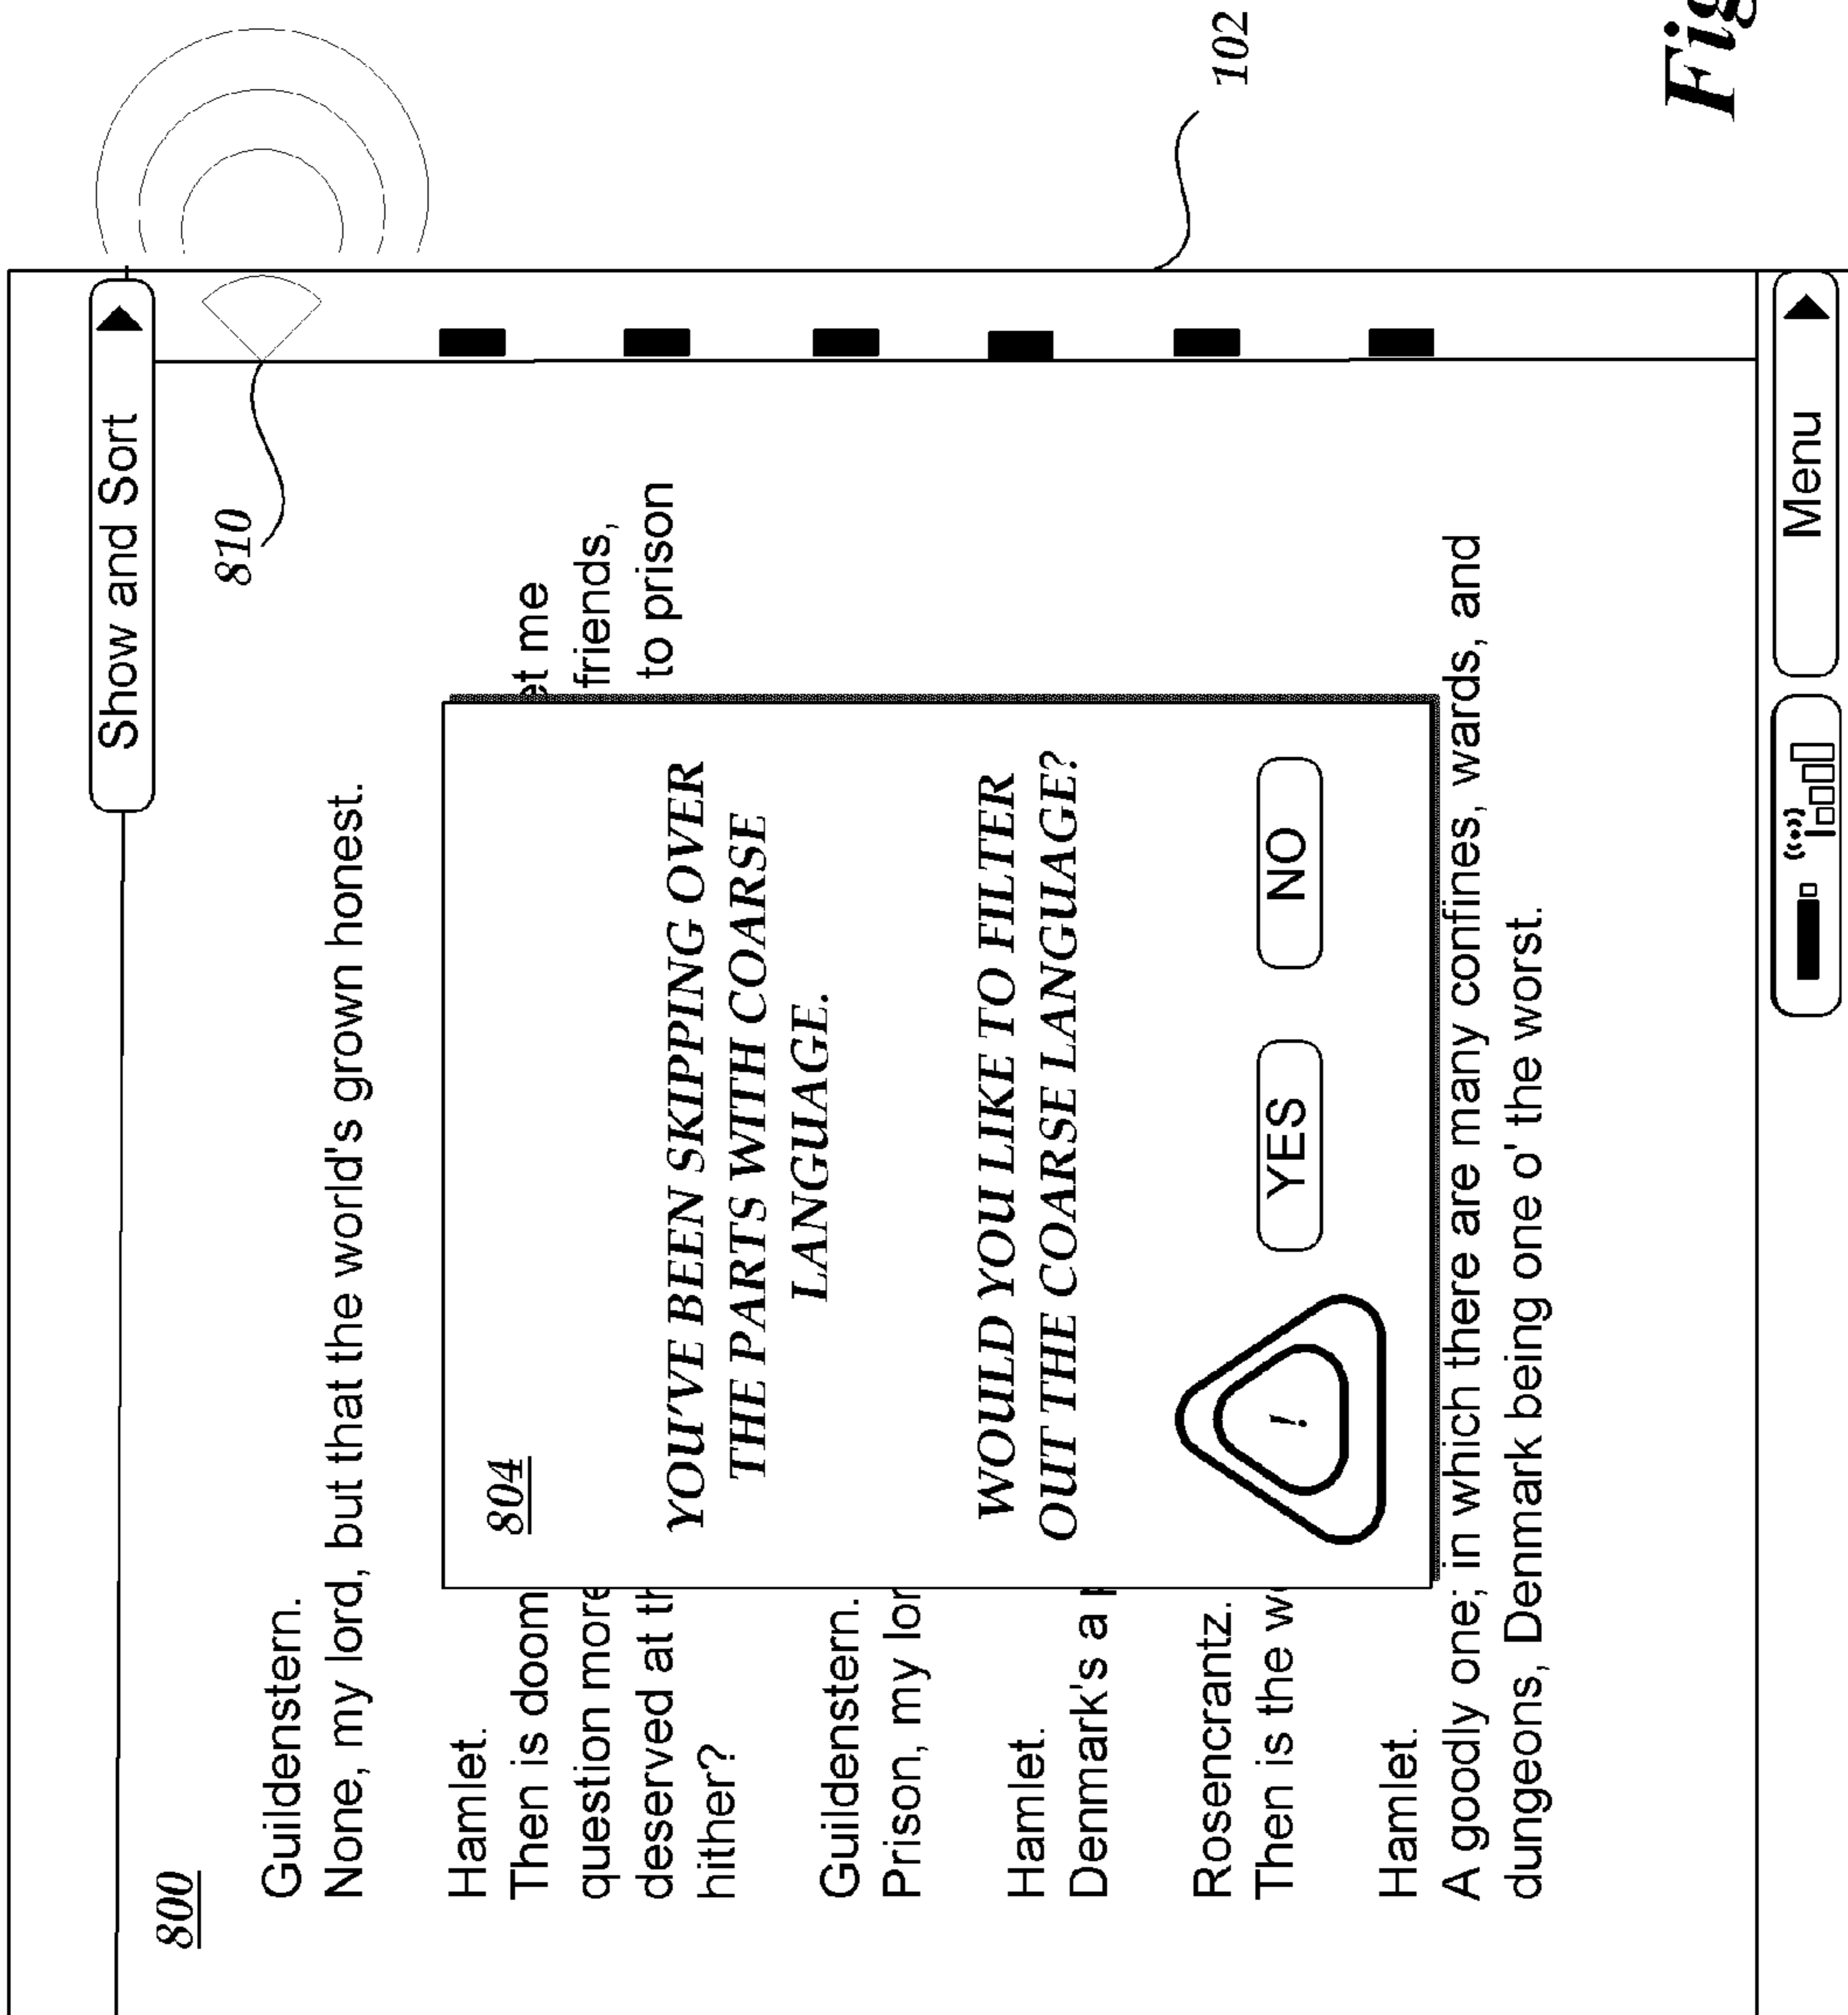 Show and Sort
800
810
Guildenstern.
None, my lord, but that the world's grown honest.
Hamlet.
Then is doom
et me
question more
friends,
deserved at th
to prison
hither?
Guildenstern.
Prison, my lor
Hamlet.
Denmark's a p
Rosencrantz.
Then is the wo
Hamlet.
A goodly one; in which there are many confines, wards, and
dungeons, Denmark being one o' the worst.
804
YOU'VE BEEN SKIPPING OVER
THE PARTS WITH COARSE
LANGUAGE.
WOULD YOU LIKE TO FILTER
OUT THE COARSE LANGUAGE?
!
YES
NO
Menu
102
Fig